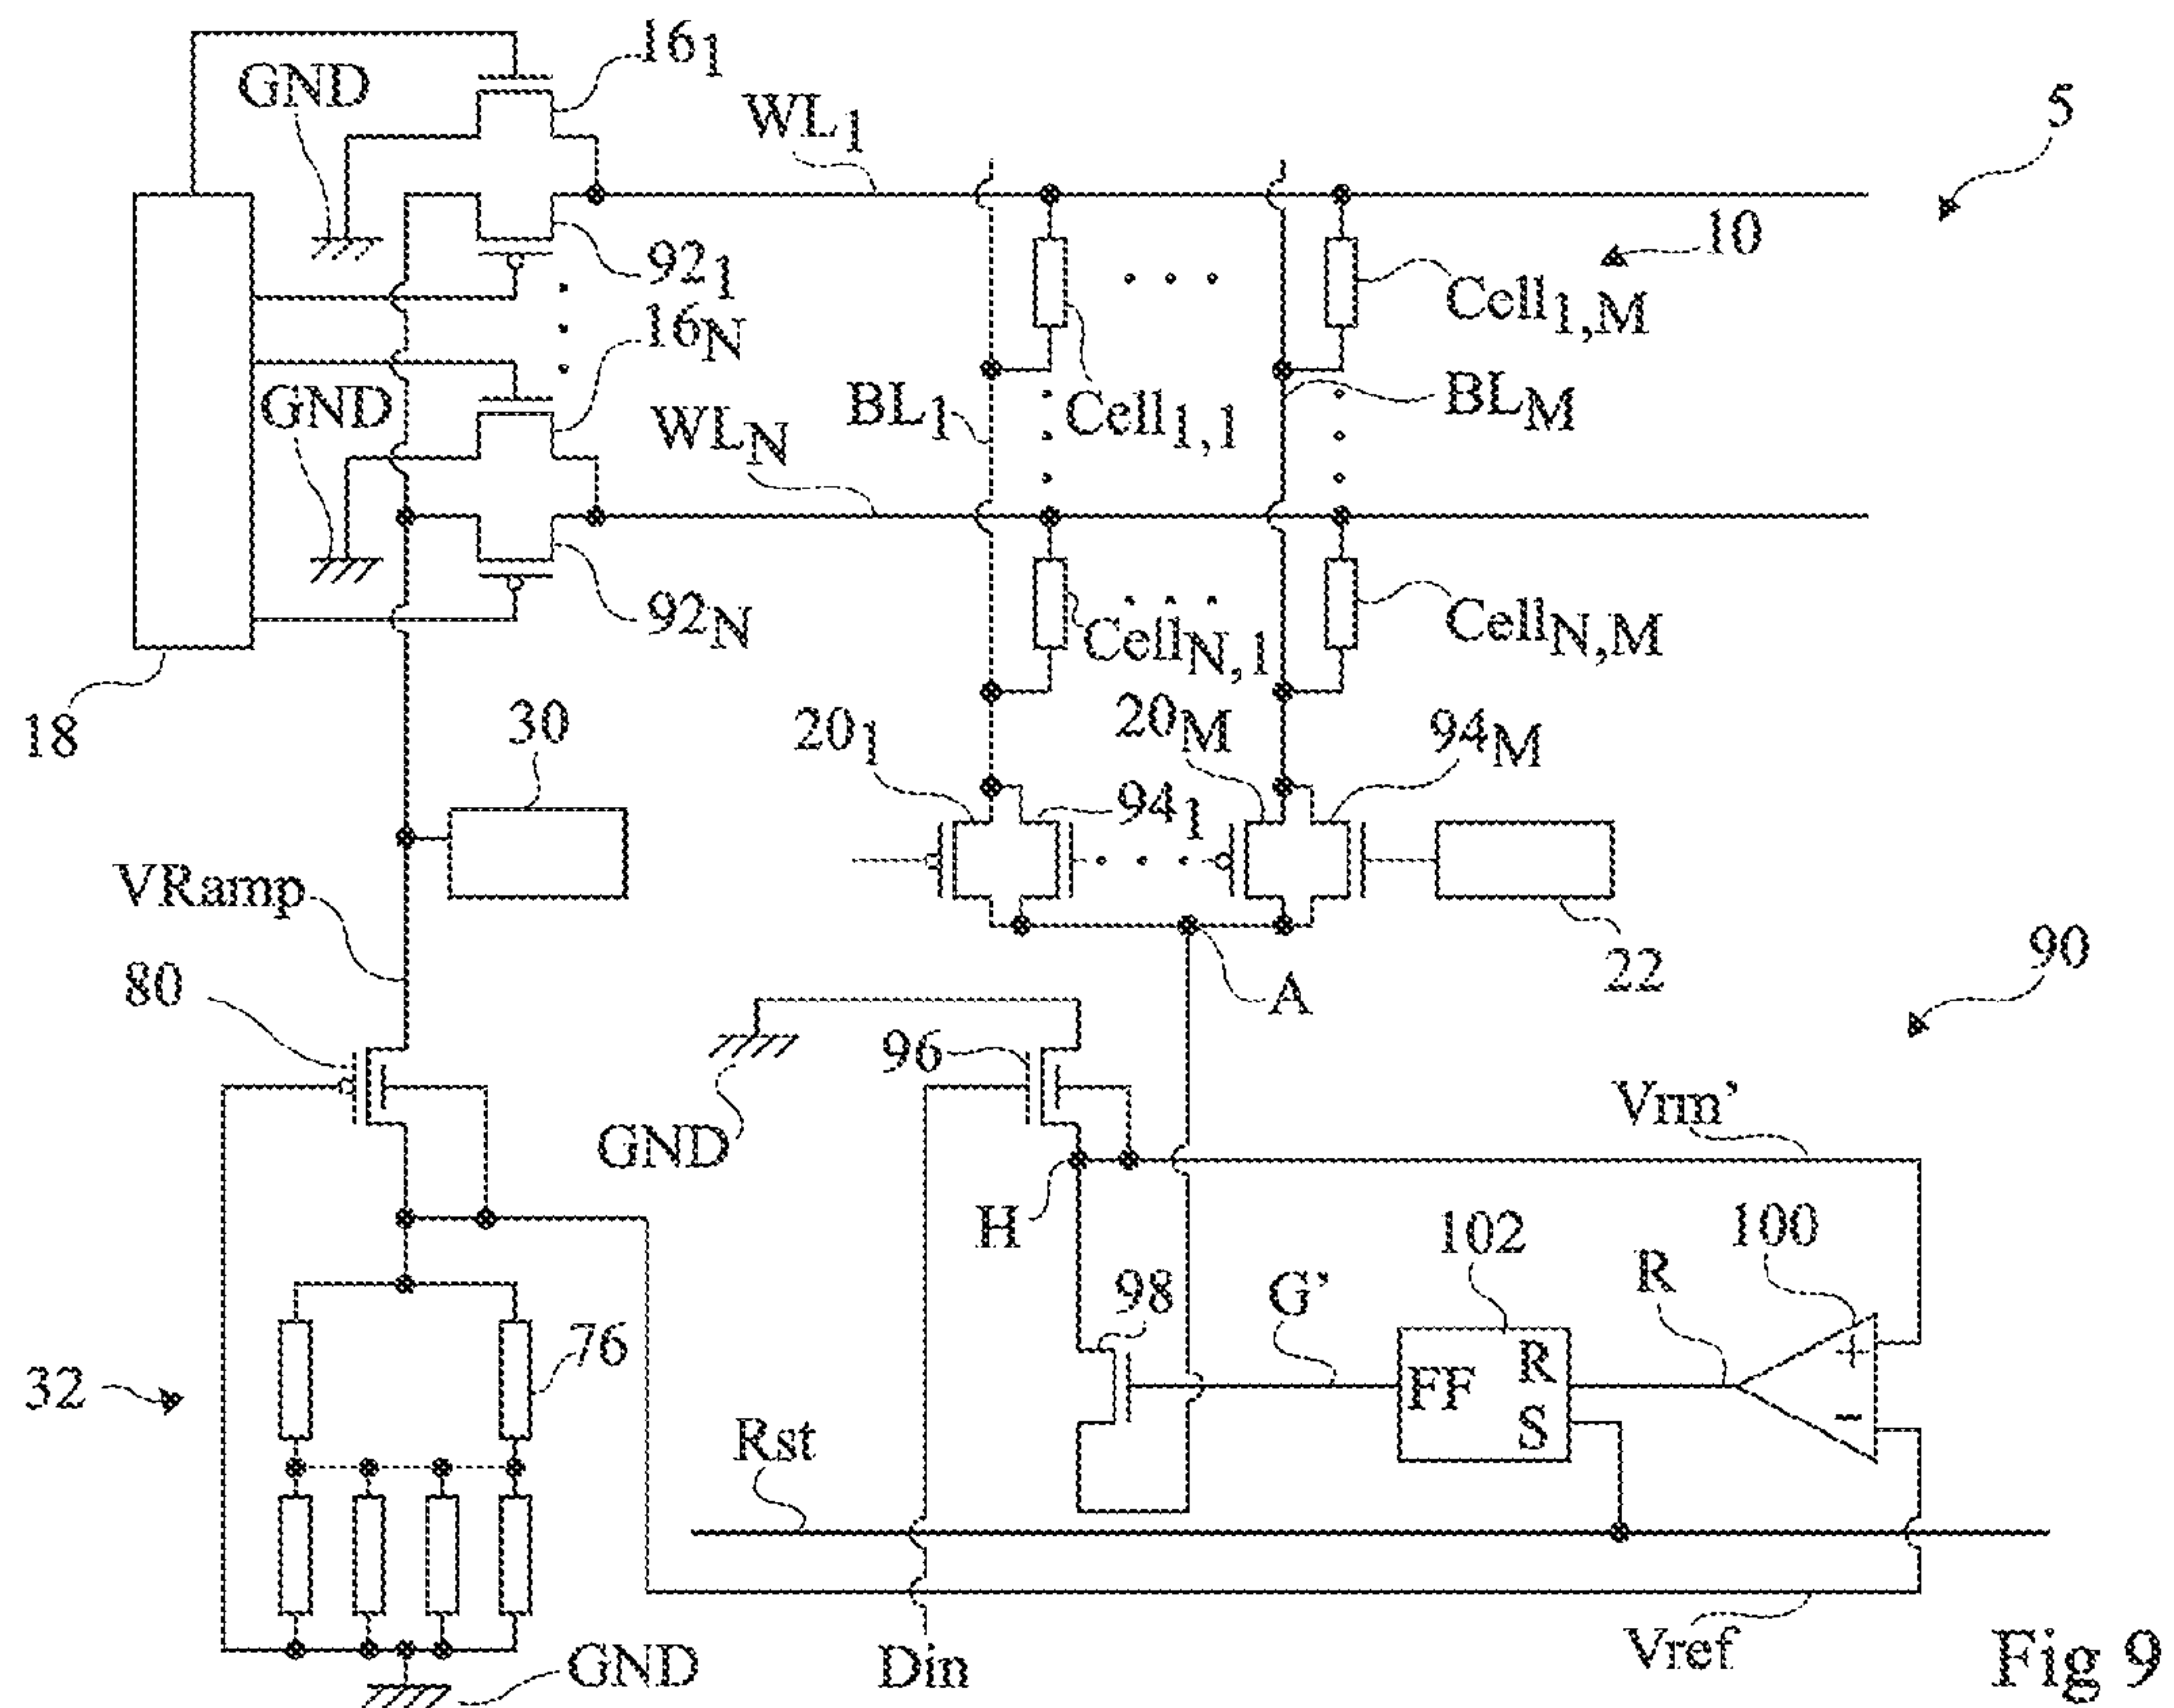 16₁
GND
WL₁
5
10
92₁
Cell₁,M
16N
GND
BL₁
Cell₁,₁
BLM
WLN
92N
CellN,₁
CellN,M
18
30
20₁
94₁
20M
94M
VRamp
22
90
80
A
96
GND
Vrm’
H
102
100
98
G’
R
32
76
FF
R
S
+
-
Rst
GND
Din
Vref
Fig 9